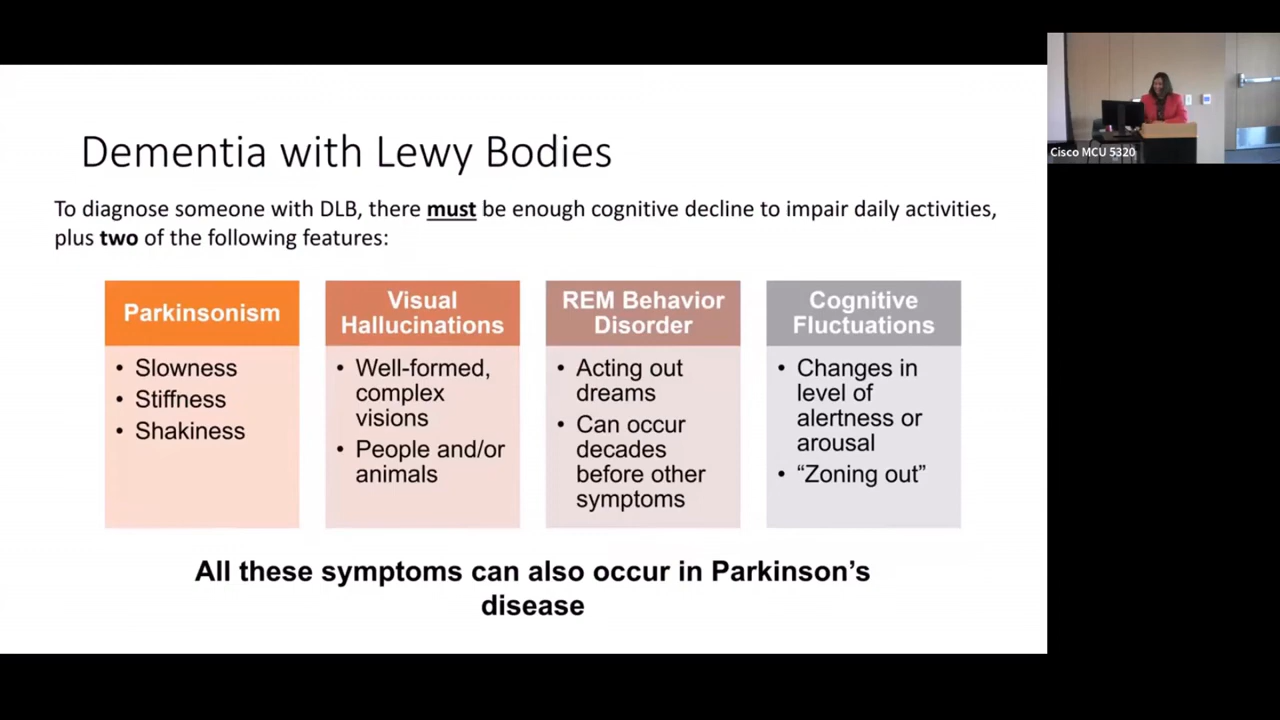 Dementia with Lewy Bodies
To diagnose someone with DLB, there must be enough cognitive decline to impair daily activities,
plus two of the following features:
Parkinsonism
• Slowness
• Stiffness
• Shakiness
Visual
Hallucinations
• Well-formed,
complex
visions
• People and/or
animals
REM Behavior
Disorder
• Acting out
dreams
• Can occur
decades
before other
symptoms
Cognitive
Fluctuations
• Changes in
level of
alertness or
arousal
• “Zoning out”
All these symptoms can also occur in Parkinson’s
disease
Cisco MCU 5320